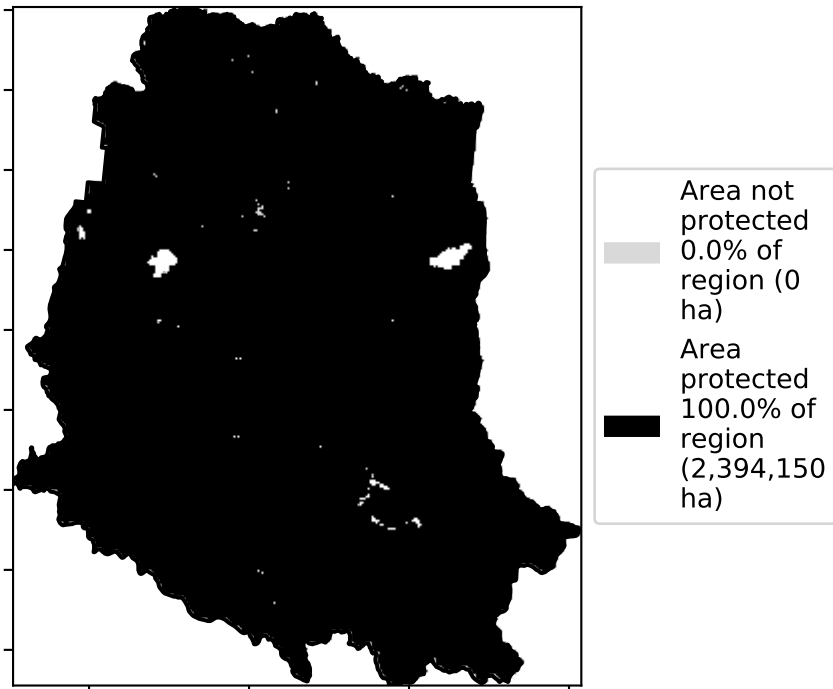 Area not
protected
0.0% of
region (0
ha)
Area
protected
100.0% of
region
(2,394,150
ha)